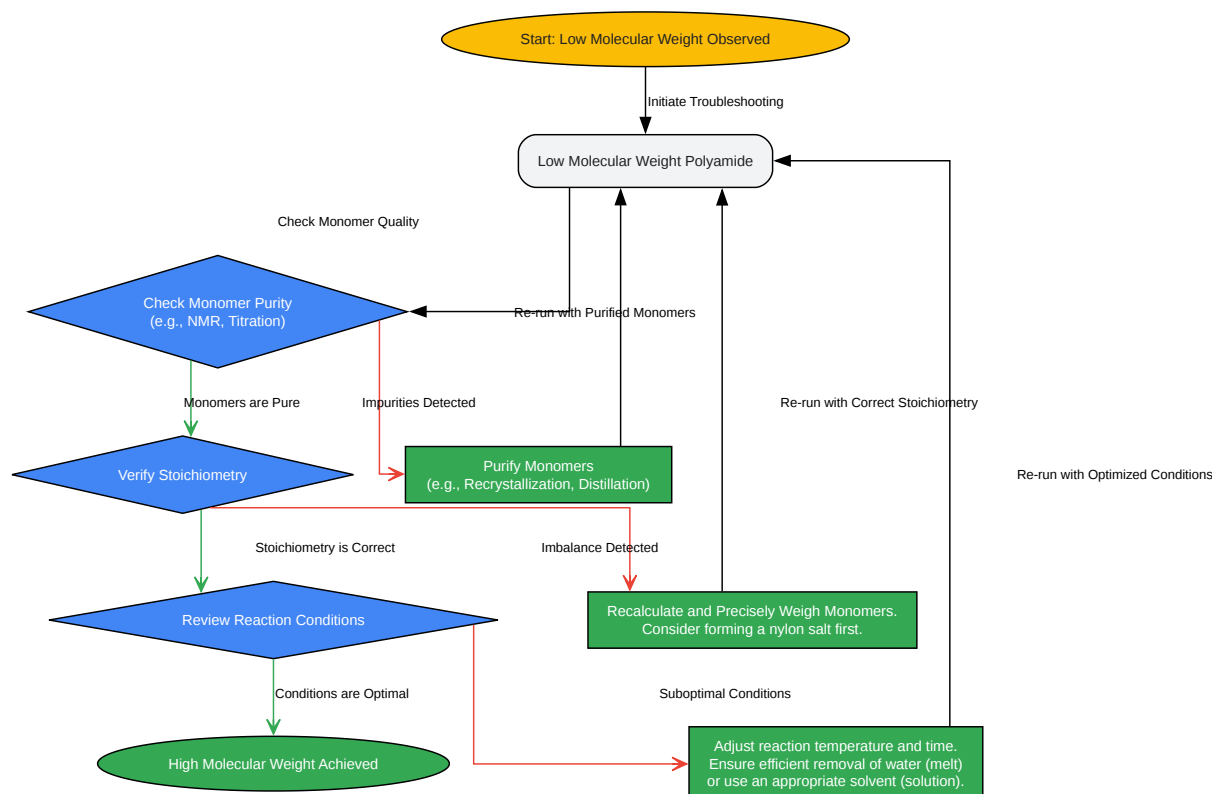 Start: Low Molecular Weight Observed
Initiate Troubleshooting
Low Molecular Weight Polyamide
Check Monomer Quality
Check Monomer Purity
(e.g., NMR, Titration)
Re-run with Purified Monomers
Monomers are Pure
Impurities Detected
Re-run with Correct Stoichiometry
Verify Stoichiometry
Purify Monomers
(e.g., Recrystallization, Distillation)
Re-run with Optimized Conditions
Stoichiometry is Correct
Imbalance Detected
Review Reaction Conditions
Recalculate and Precisely Weigh Monomers.
Consider forming a nylon salt first.
Conditions are Optimal
Suboptimal Conditions
High Molecular Weight Achieved
Adjust reaction temperature and time.
Ensure efficient removal of water (melt)
or use an appropriate solvent (solution).